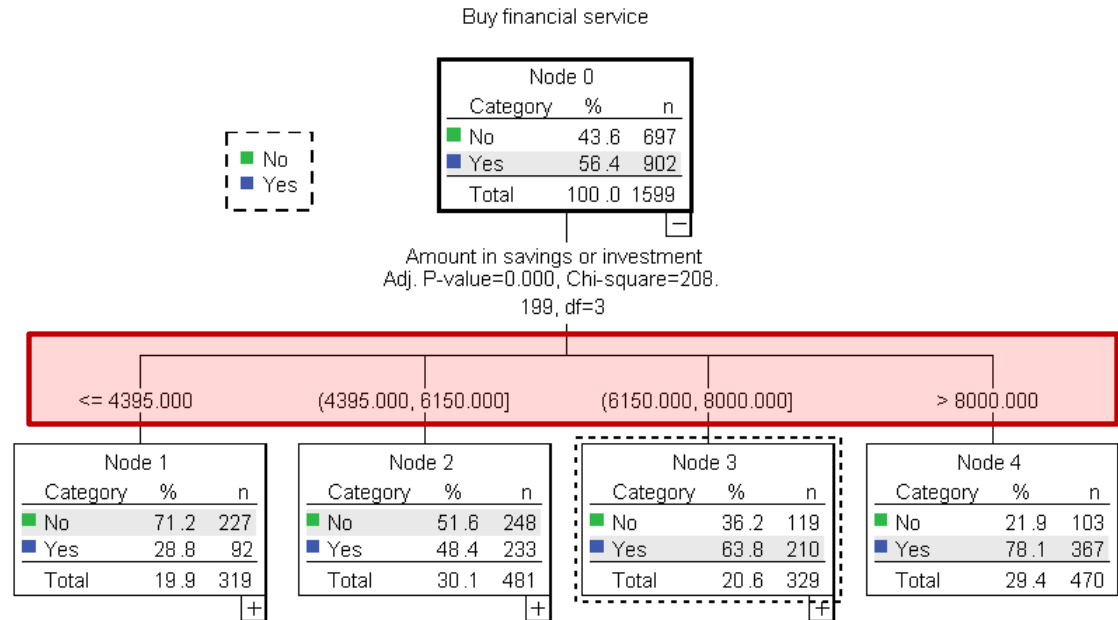 Buy financial service
Node 0
Category % n
No 43.6 697
Yes 56.4 902
Total 100.0 1599
No
Yes
Amount in savings or investment
Adj. P-value=0.000, Chi-square=208.
199, df=3
<= 4395.000
(4395.000, 6150.000]
(6150.000, 8000.000]
> 8000.000
Node 1
Category % n
No 71.2 227
Yes 28.8 92
Total 19.9 319
Node 2
Category % n
No 51.6 248
Yes 48.4 233
Total 30.1 481
Node 3
Category % n
No 36.2 119
Yes 63.8 210
Total 20.6 329
Node 4
Category % n
No 21.9 103
Yes 78.1 367
Total 29.4 470